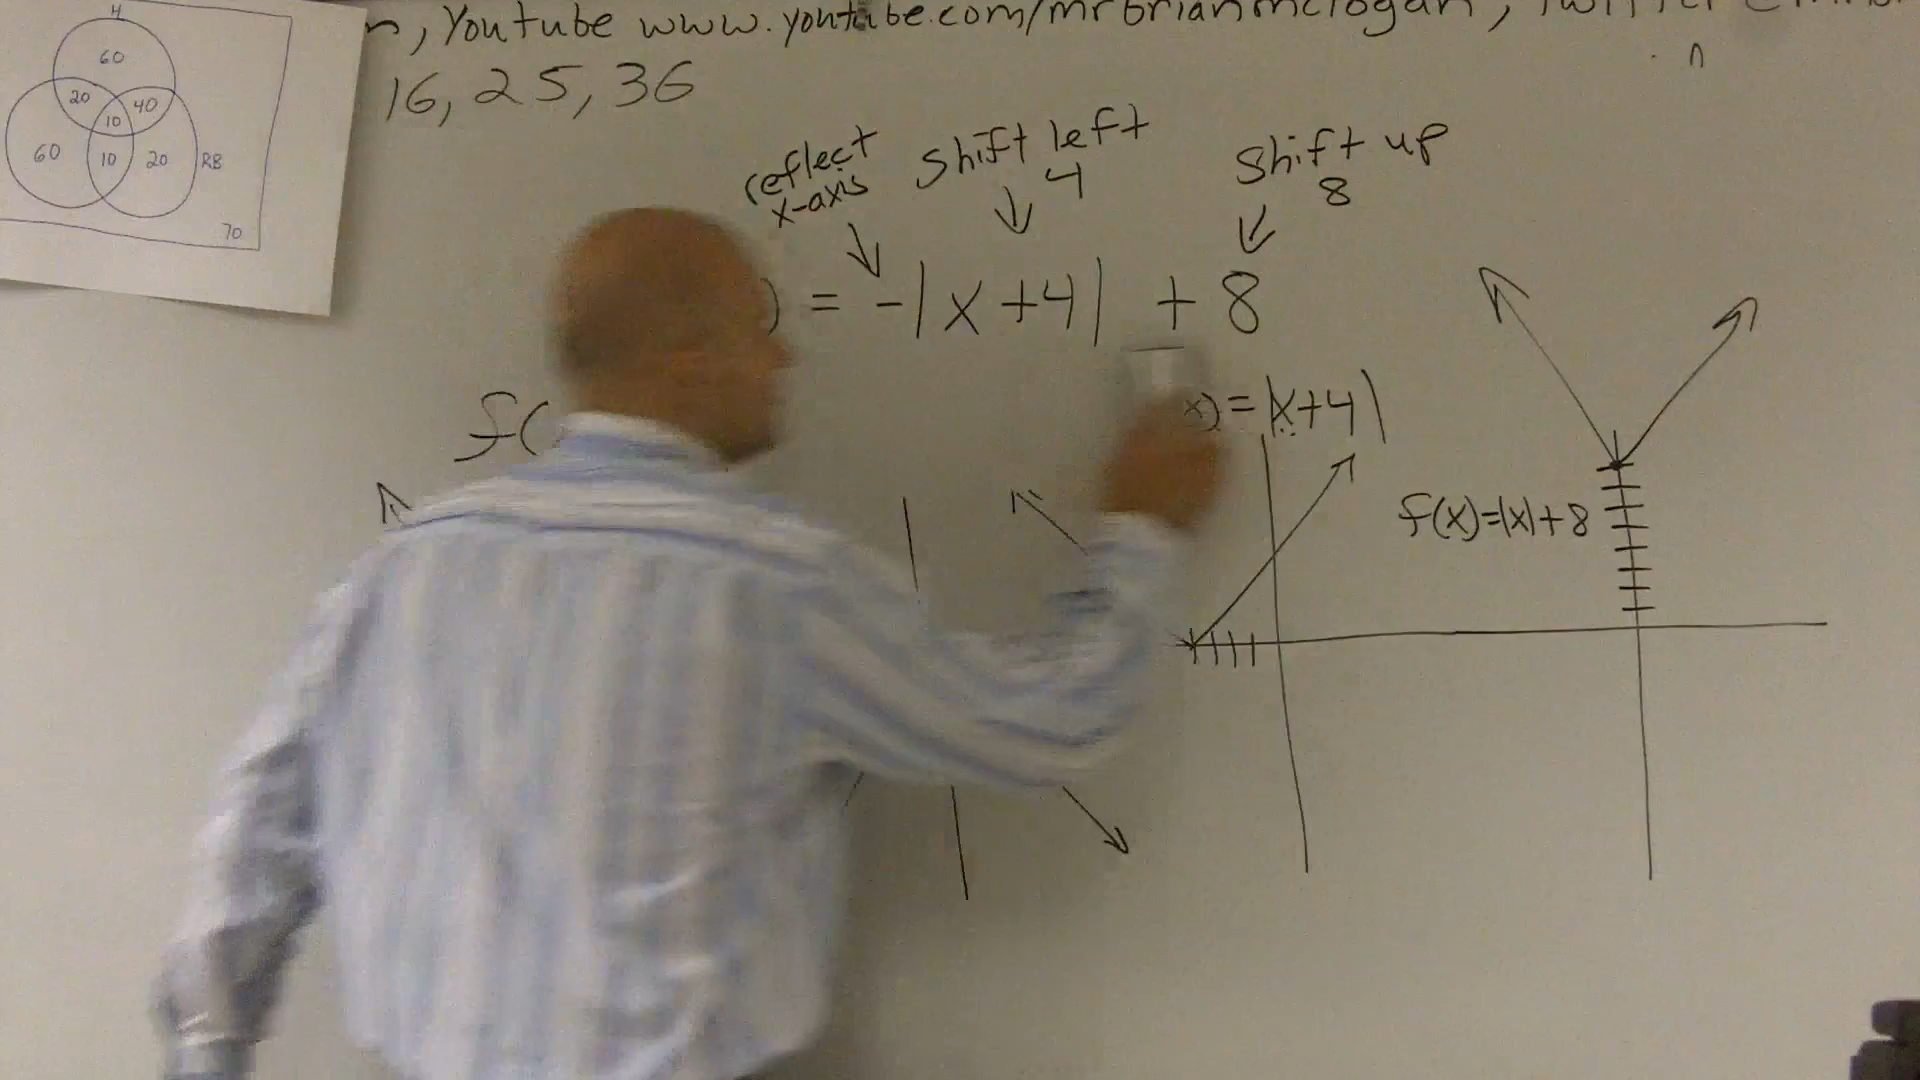 , Youtube www.youtube.com/mrbrianmclogan, Twitter
16, 25, 36
H
60
20
40
10
60
10
20
RB
70
reflect
x-axis
Shift left
4
Shift up
8
) = -|x+4| + 8
f(
x) = |x+4|
f(x)=|x|+8